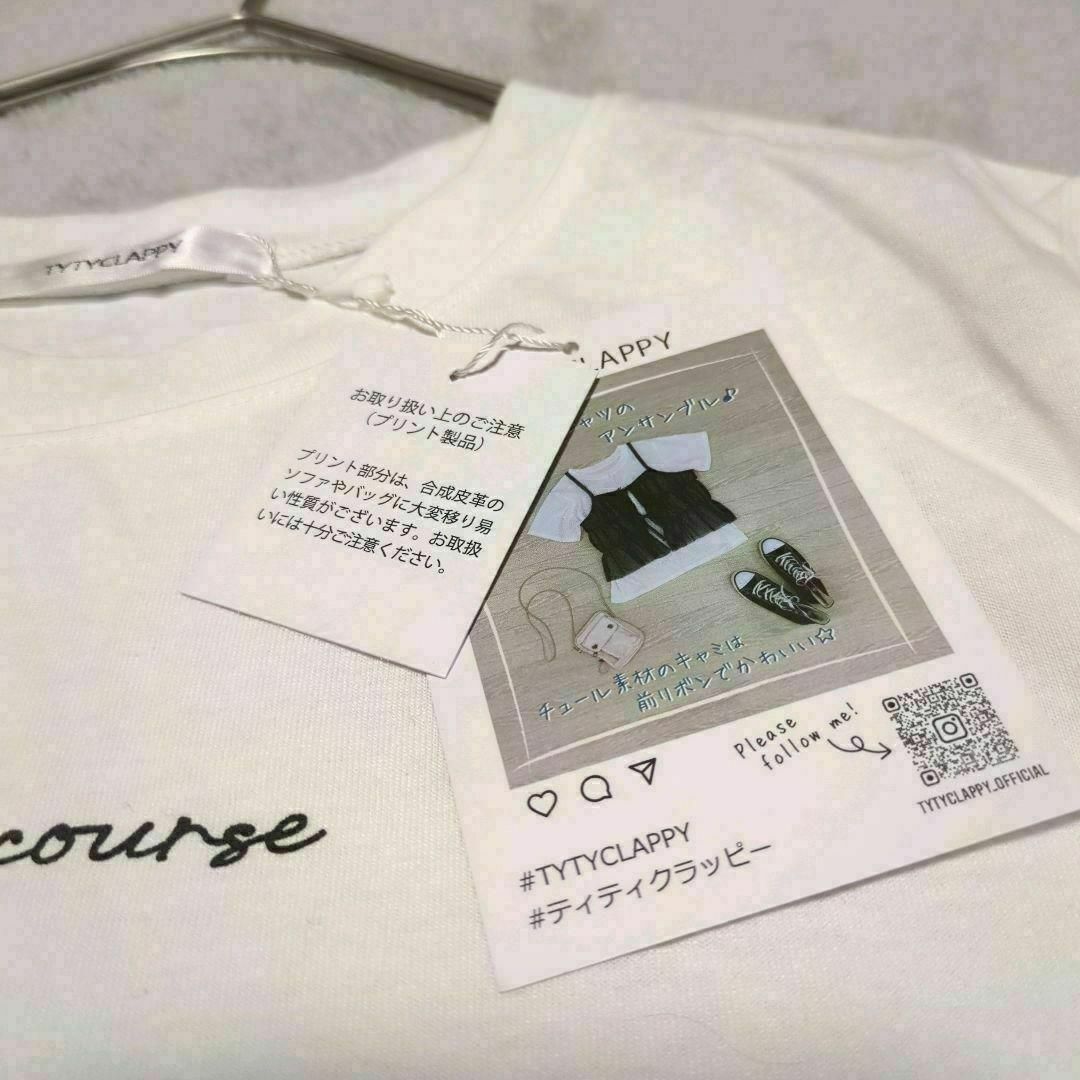 TYTYCLAPPY
お取り扱い上のご注意
（プリント製品）
プリント部分は、合成皮革の
ソファやバッグに大変移り易
い性質がございます。お取扱
いには十分ご注意ください。
CLAPPY
ャツの
アンサンブル♪
チュール素材のキャミは
前リボンでかわいい☆
Please
follow me!
TYTYCLAPPY_OFFICIAL
#TYTYCLAPPY
#ティティクラッピー
course